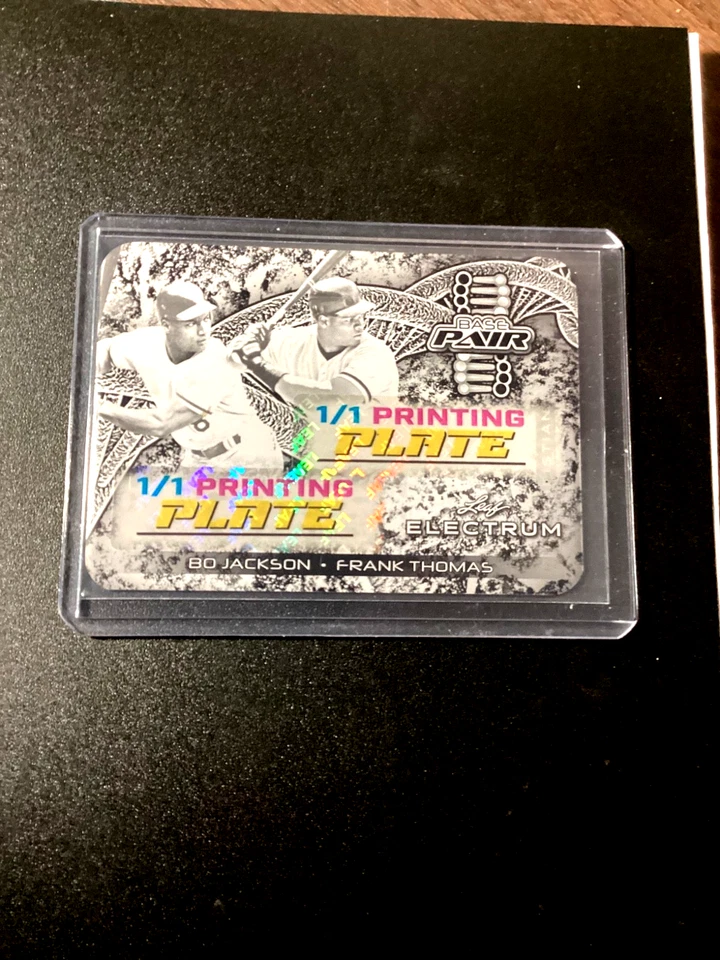 BASE
PAIR
1/1 PRINTING
PLATE
1/1 PRINTING
PLATE
Leaf
ELECTRUM
BO JACKSON • FRANK THOMAS